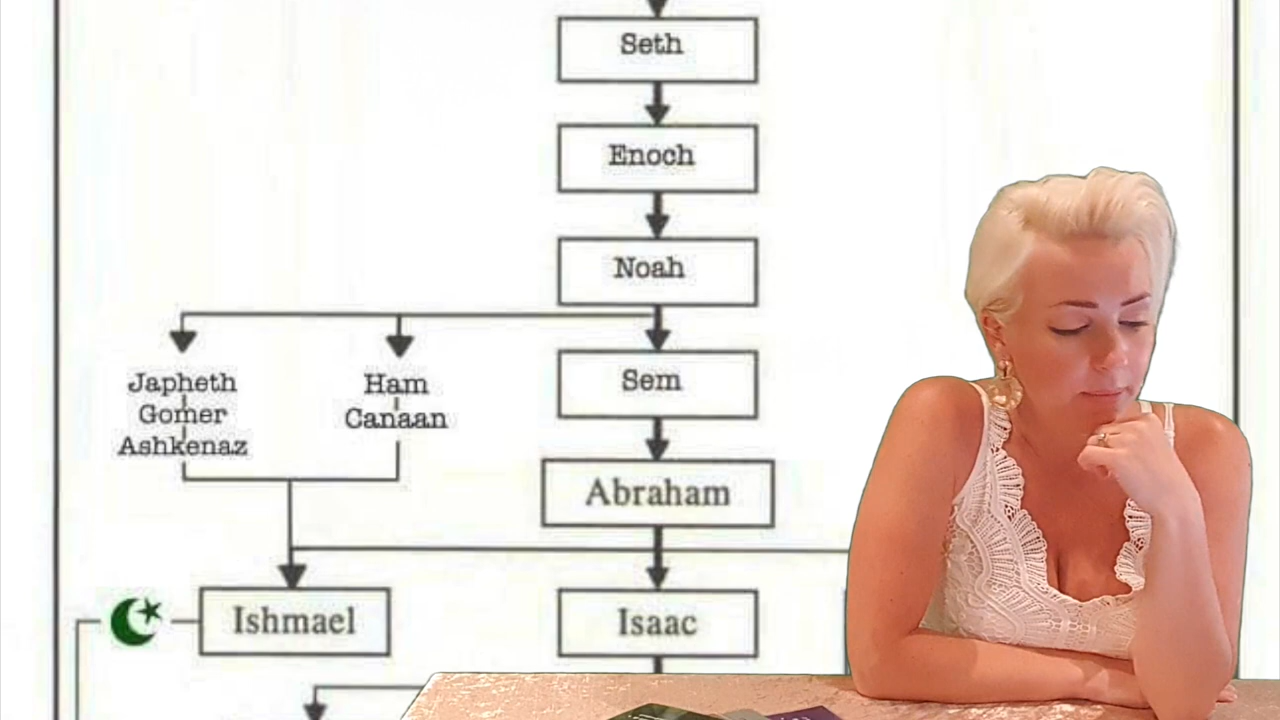 Seth
Enoch
Noah
Japheth
Gomer
Ashkenaz
Ham
Canaan
Sem
Abraham
Ishmael
Isaac